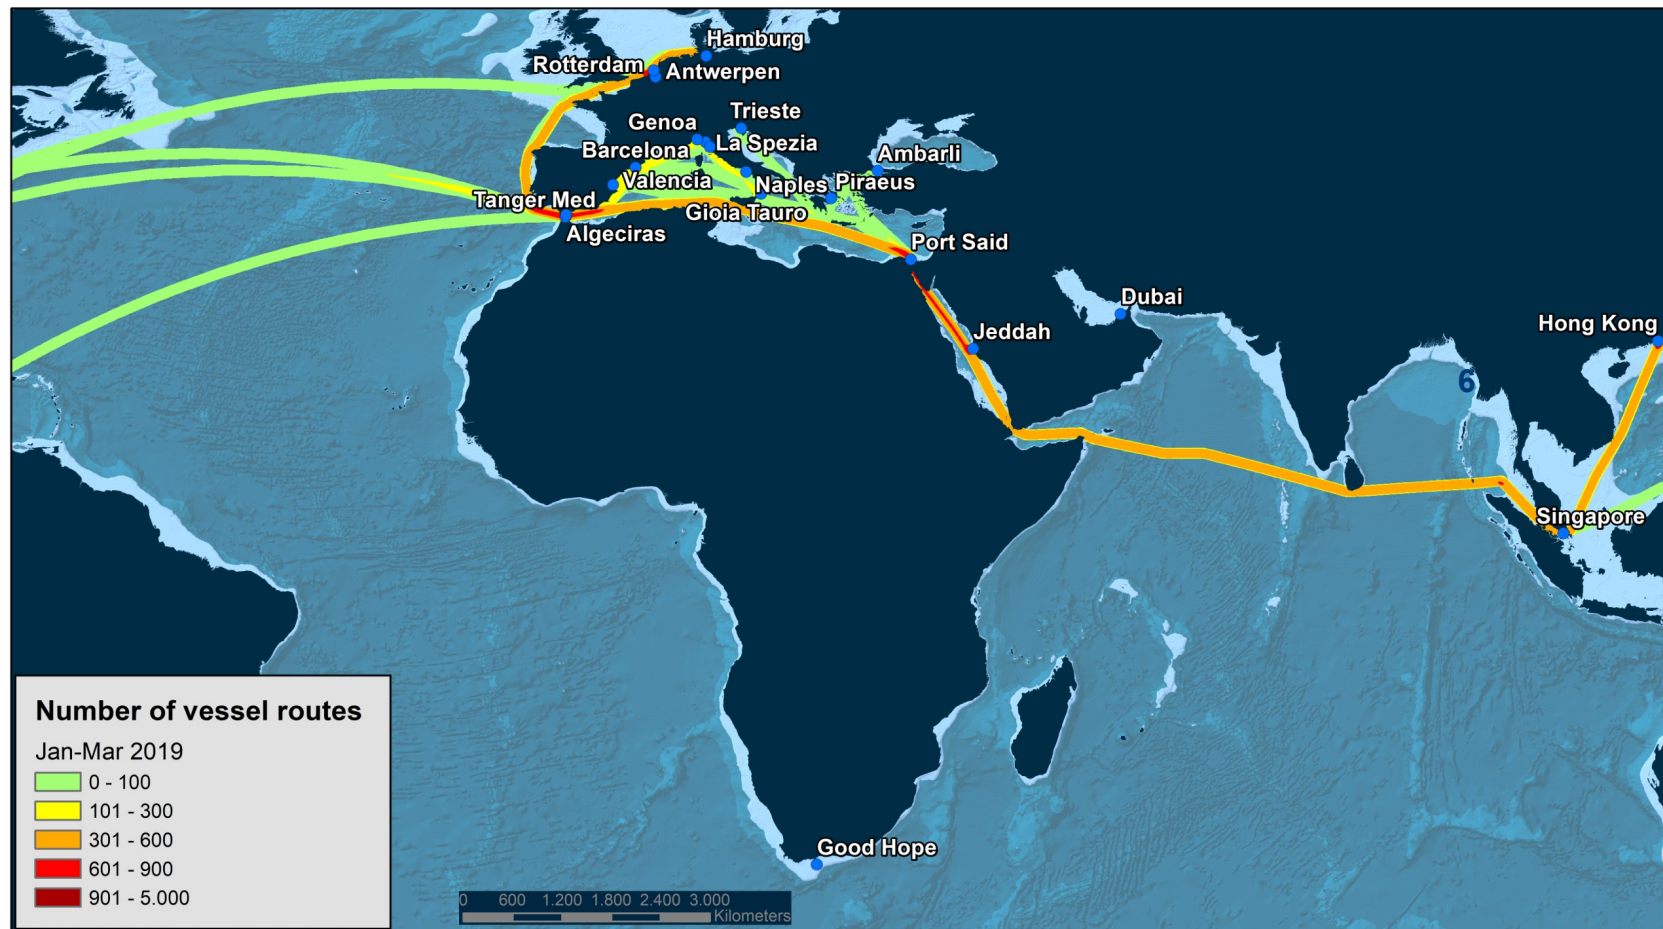 Hamburg
Rotterdam
Antwerpen
Trieste
Genoa
La Spezia
Barcelona
Ambarli
Valencia
Naples
Piraeus
Tanger Med
Gioia Tauro
Algeciras
Port Said
Dubai
Jeddah
Hong Kong
6
Singapore
Good Hope
Number of vessel routes
Jan-Mar 2019
0 - 100
101 - 300
301 - 600
601 - 900
901 - 5.000
0 600 1.200 1.800 2.400 3.000
Kilometers